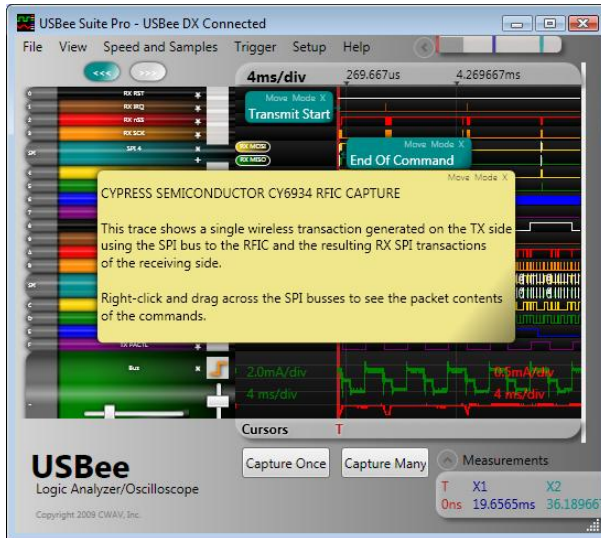 USBee Suite Pro - USBee DX Connected
File View Speed and Samples Trigger Setup Help
<<< >>>
4ms/div 269.667us 4.269667ms
RX RST
RX IRQ
RX nSS
RX SCK
SPI 4
RX MOSI
RX MISO
Move Mode X
Transmit Start
Move Mode X
End Of Command
Move Mode X
CYPRESS SEMICONDUCTOR CY6934 RFIC CAPTURE
This trace shows a single wireless transaction generated on the TX side
using the SPI bus to the RFIC and the resulting RX SPI transactions
of the receiving side.
Right-click and drag across the SPI busses to see the packet contents
of the commands.
TX PACTL
Bus
2.0mA/div 0.5mA/div
4 ms/div 4 ms/div
Cursors T
USBee
Logic Analyzer/Oscilloscope
Copyright 2009 CWAV, Inc.
Capture Once Capture Many
Measurements
T X1 X2
0ns 19.6565ms 36.18966